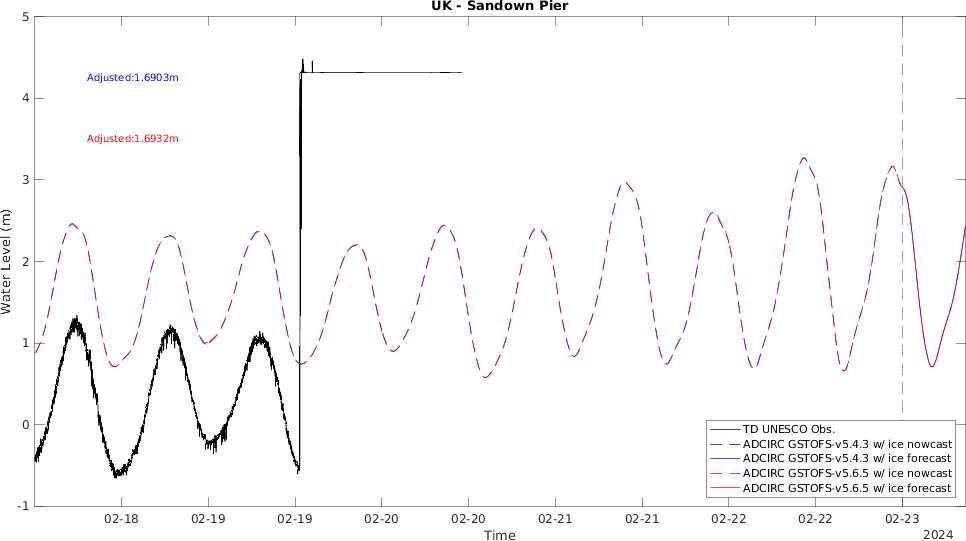 UK - Sandown Pier
5
4
3
2
1
0
-1
Water Level (m)
Adjusted:1.6903m
Adjusted:1.6932m
TD UNESCO Obs.
ADCIRC GSTOFS-v5.4.3 w/ ice nowcast
ADCIRC GSTOFS-v5.4.3 w/ ice forecast
ADCIRC GSTOFS-v5.6.5 w/ ice nowcast
ADCIRC GSTOFS-v5.6.5 w/ ice forecast
02-18 02-19 02-19 02-20 02-20 02-21 02-21 02-22 02-22 02-23
Time
2024